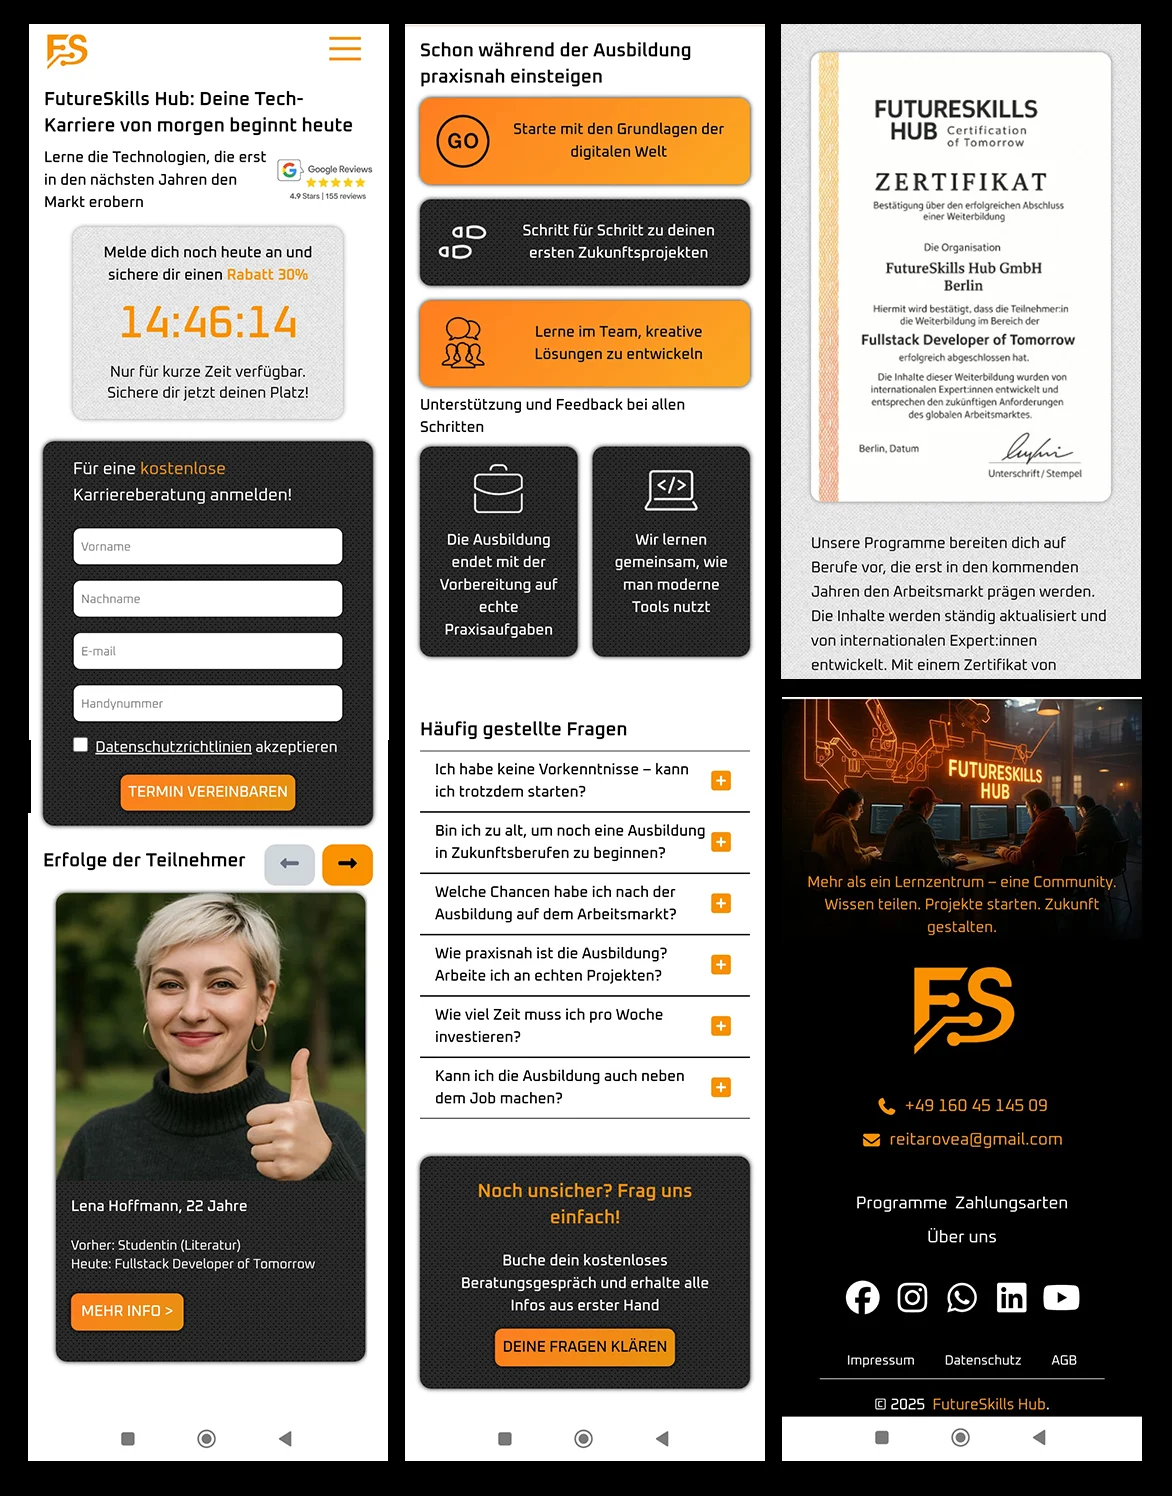 FS
FutureSkills Hub: Deine Tech-
Karriere von morgen beginnt heute
Lerne die Technologien, die erst
in den nächsten Jahren den
Markt erobern
Google Reviews
4.9 Stars | 155 reviews
Melde dich noch heute an und
sichere dir einen Rabatt 30%
14:46:14
Nur für kurze Zeit verfügbar.
Sichere dir jetzt deinen Platz!
Für eine kostenlose
Karriereberatung anmelden!
Vorname
Nachname
E-mail
Handynummer
Datenschutzrichtlinien akzeptieren
TERMIN VEREINBAREN
Erfolge der Teilnehmer
Lena Hoffmann, 22 Jahre
Vorher: Studentin (Literatur)
Heute: Fullstack Developer of Tomorrow
MEHR INFO >
Schon während der Ausbildung
praxisnah einsteigen
GO
Starte mit den Grundlagen der
digitalen Welt
Schritt für Schritt zu deinen
ersten Zukunftsprojekten
Lerne im Team, kreative
Lösungen zu entwickeln
Unterstützung und Feedback bei allen
Schritten
Die Ausbildung
endet mit der
Vorbereitung auf
echte
Praxisaufgaben
</>
Wir lernen
gemeinsam, wie
man moderne
Tools nutzt
Häufig gestellte Fragen
Ich habe keine Vorkenntnisse – kann
ich trotzdem starten?
Bin ich zu alt, um noch eine Ausbildung
in Zukunftsberufen zu beginnen?
Welche Chancen habe ich nach der
Ausbildung auf dem Arbeitsmarkt?
Wie praxisnah ist die Ausbildung?
Arbeite ich an echten Projekten?
Wie viel Zeit muss ich pro Woche
investieren?
Kann ich die Ausbildung auch neben
dem Job machen?
Noch unsicher? Frag uns
einfach!
Buche dein kostenloses
Beratungsgespräch und erhalte alle
Infos aus erster Hand
DEINE FRAGEN KLÄREN
FUTURESKILLS
HUB Certification
of Tomorrow
ZERTIFIKAT
Bestätigung über den erfolgreichen Abschluss
einer Weiterbildung
Die Organisation
FutureSkills Hub GmbH
Berlin
Hiermit wird bestätigt, dass die Teilnehmer:in
die Weiterbildung im Bereich der
Fullstack Developer of Tomorrow
erfolgreich abgeschlossen hat.
Die Inhalte dieser Weiterbildung wurden von
internationalen Expert:innen entwickelt und
entsprechen den zukünftigen Anforderungen
des globalen Arbeitsmarktes.
Berlin, Datum
Unterschrift / Stempel
Unsere Programme bereiten dich auf
Berufe vor, die erst in den kommenden
Jahren den Arbeitsmarkt prägen werden.
Die Inhalte werden ständig aktualisiert und
von internationalen Expert:innen
entwickelt. Mit einem Zertifikat von
FUTURESKILLS
HUB
Mehr als ein Lernzentrum – eine Community.
Wissen teilen. Projekte starten. Zukunft
gestalten.
FS
+49 160 45 145 09
reitarovea@gmail.com
Programme Zahlungsarten
Über uns
in
Impressum Datenschutz AGB
© 2025 FutureSkills Hub.